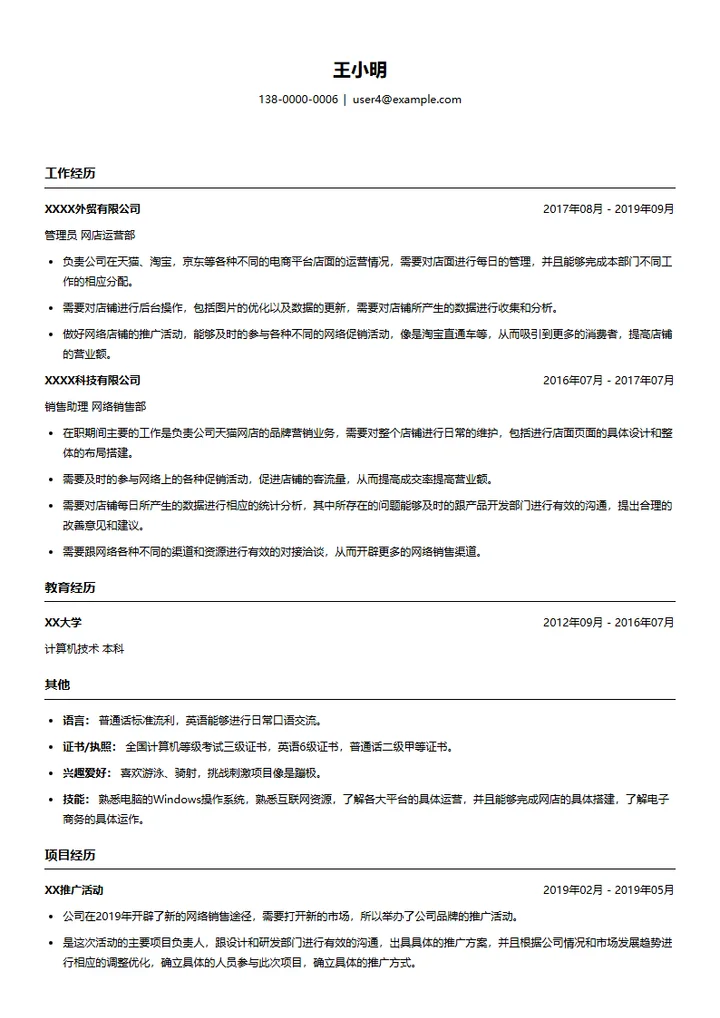 王小明
138-0000-0006 | user4@example.com
工作经历
XXXX外贸有限公司 2017年08月 - 2019年09月
管理员 网店运营部
• 负责公司在天猫、淘宝，京东等各种不同的电商平台店面的运营情况，需要对店面进行每日的管理，并且能够完成本部门不同工
作的相应分配。
• 需要对店铺进行后台操作，包括图片的优化以及数据的更新，需要对店铺所产生的数据进行收集和分析。
• 做好网络店铺的推广活动，能够及时的参与各种不同的网络促销活动，像是淘宝直通车等，从而吸引到更多的消费者，提高店铺
的营业额。
XXXX科技有限公司 2016年07月 - 2017年07月
销售助理 网络销售部
• 在职期间主要的工作是负责公司天猫网店的品牌营销业务，需要对整个店铺进行日常的维护，包括进行店面页面的具体设计和整
体的布局搭建。
• 需要及时的参与网络上的各种促销活动，促进店铺的客流量，从而提高成交率提高营业额。
• 需要对店铺每日所产生的数据进行相应的统计分析，其中所存在的问题能够及时的跟产品开发部门进行有效的沟通，提出合理的
改善意见和建议。
• 需要跟网络各种不同的渠道和资源进行有效的对接洽谈，从而开辟更多的网络销售渠道。
教育经历
XX大学 2012年09月 - 2016年07月
计算机技术 本科
其他
• 语言： 普通话标准流利，英语能够进行日常口语交流。
• 证书/执照： 全国计算机等级考试三级证书，英语6级证书，普通话二级甲等证书。
• 兴趣爱好： 喜欢游泳、骑射，挑战刺激项目像是蹦极。
• 技能： 熟悉电脑的Windows操作系统，熟悉互联网资源，了解各大平台的具体运营，并且能够完成网店的具体搭建，了解电子
商务的具体运作。
项目经历
XX推广活动 2019年02月 - 2019年05月
• 公司在2019年开辟了新的网络销售途径，需要打开新的市场，所以举办了公司品牌的推广活动。
• 是这次活动的主要项目负责人，跟设计和研发部门进行有效的沟通，出具具体的推广方案，并且根据公司情况和市场发展趋势进
行相应的调整优化，确立具体的人员参与此次项目，确立具体的推广方式。